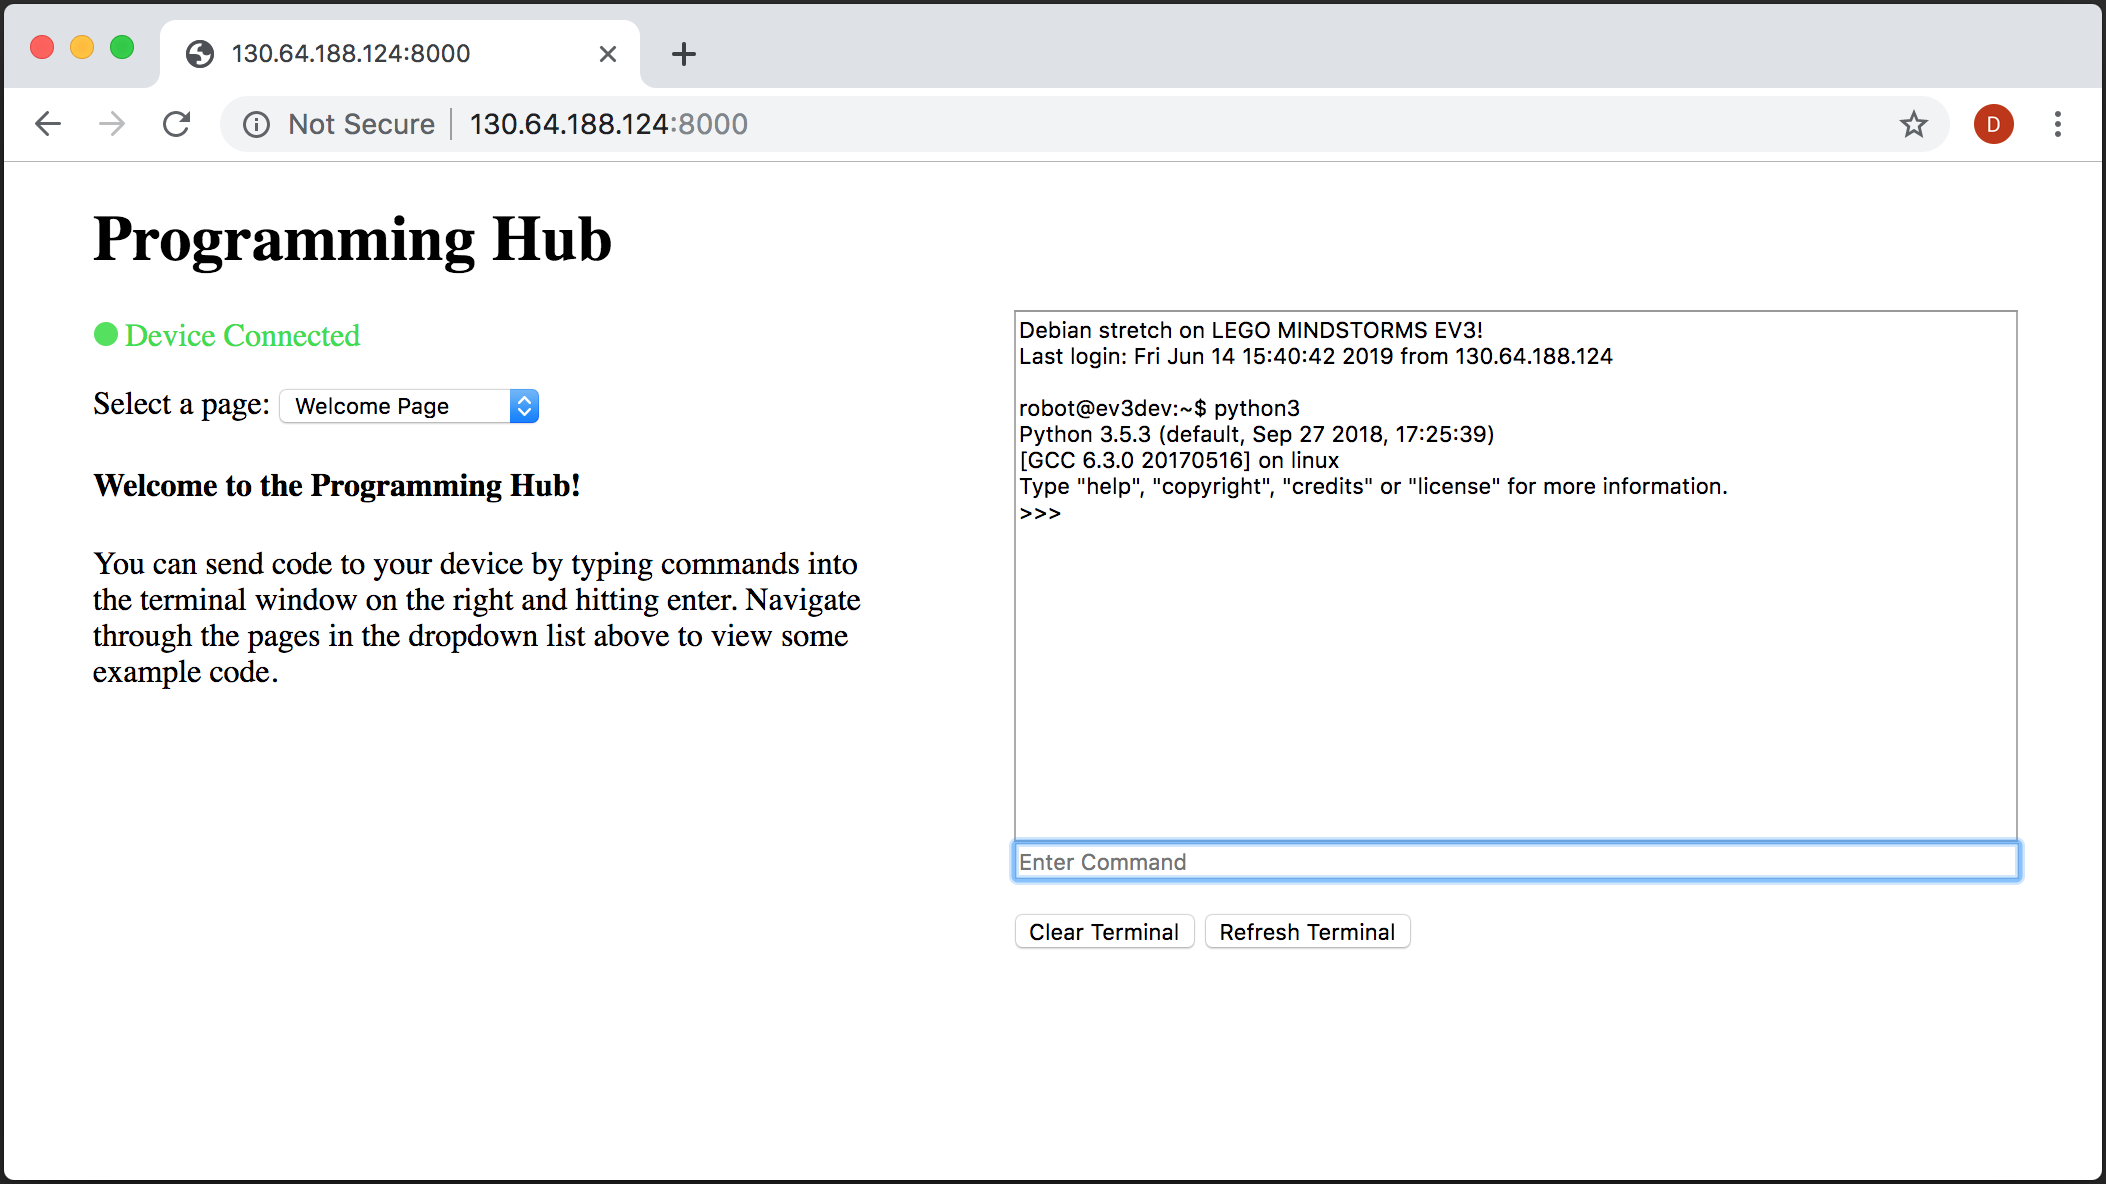 130.64.188.124:8000
Not Secure | 130.64.188.124:8000
D
Programming Hub
Device Connected
Select a page: Welcome Page
Welcome to the Programming Hub!
You can send code to your device by typing commands into
the terminal window on the right and hitting enter. Navigate
through the pages in the dropdown list above to view some
example code.
Debian stretch on LEGO MINDSTORMS EV3!
Last login: Fri Jun 14 15:40:42 2019 from 130.64.188.124
robot@ev3dev:~$ python3
Python 3.5.3 (default, Sep 27 2018, 17:25:39)
[GCC 6.3.0 20170516] on linux
Type "help", "copyright", "credits" or "license" for more information.
>>>
Enter Command
Clear Terminal Refresh Terminal